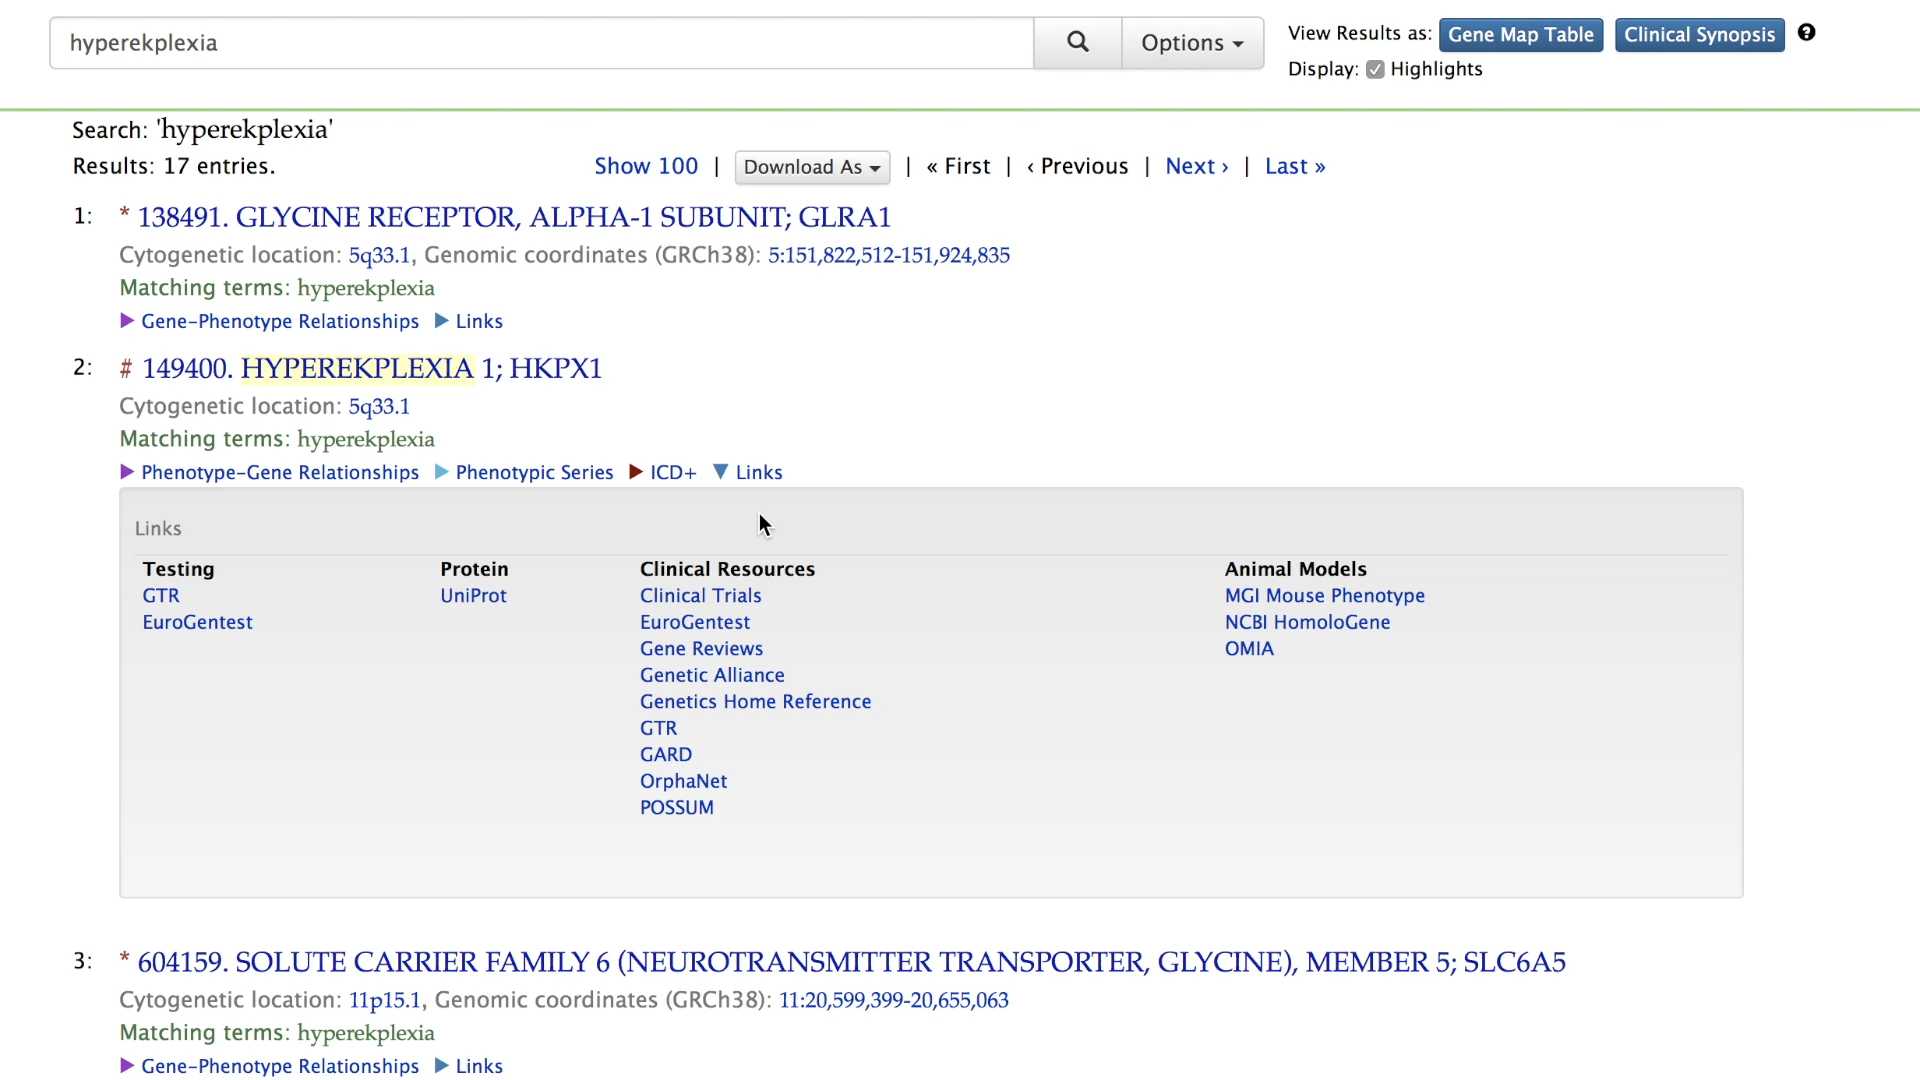 hyperekplexia
Options
View Results as: Gene Map Table Clinical Synopsis ?
Display: Highlights
Search: 'hyperekplexia'
Results: 17 entries.
Show 100 | Download As | « First | ‹ Previous | Next › | Last »
1: * 138491. GLYCINE RECEPTOR, ALPHA-1 SUBUNIT; GLRA1
Cytogenetic location: 5q33.1, Genomic coordinates (GRCh38): 5:151,822,512-151,924,835
Matching terms: hyperekplexia
Gene-Phenotype Relationships Links
2: # 149400. HYPEREKPLEXIA 1; HKPX1
Cytogenetic location: 5q33.1
Matching terms: hyperekplexia
Phenotype-Gene Relationships Phenotypic Series ICD+ Links
Links
Testing
GTR
EuroGentest
Protein
UniProt
Clinical Resources
Clinical Trials
EuroGentest
Gene Reviews
Genetic Alliance
Genetics Home Reference
GTR
GARD
OrphaNet
POSSUM
Animal Models
MGI Mouse Phenotype
NCBI HomoloGene
OMIA
3: * 604159. SOLUTE CARRIER FAMILY 6 (NEUROTRANSMITTER TRANSPORTER, GLYCINE), MEMBER 5; SLC6A5
Cytogenetic location: 11p15.1, Genomic coordinates (GRCh38): 11:20,599,399-20,655,063
Matching terms: hyperekplexia
Gene-Phenotype Relationships Links